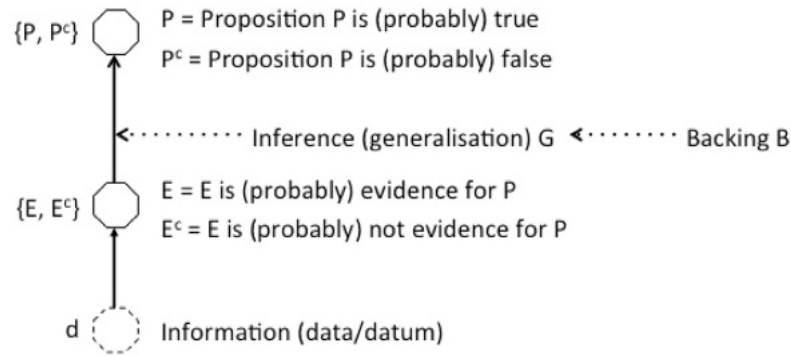 {P, Pᶜ} P = Proposition P is (probably) true
Pᶜ = Proposition P is (probably) false
Inference (generalisation) G Backing B
{E, Eᶜ} E = E is (probably) evidence for P
Eᶜ = E is (probably) not evidence for P
d Information (data/datum)